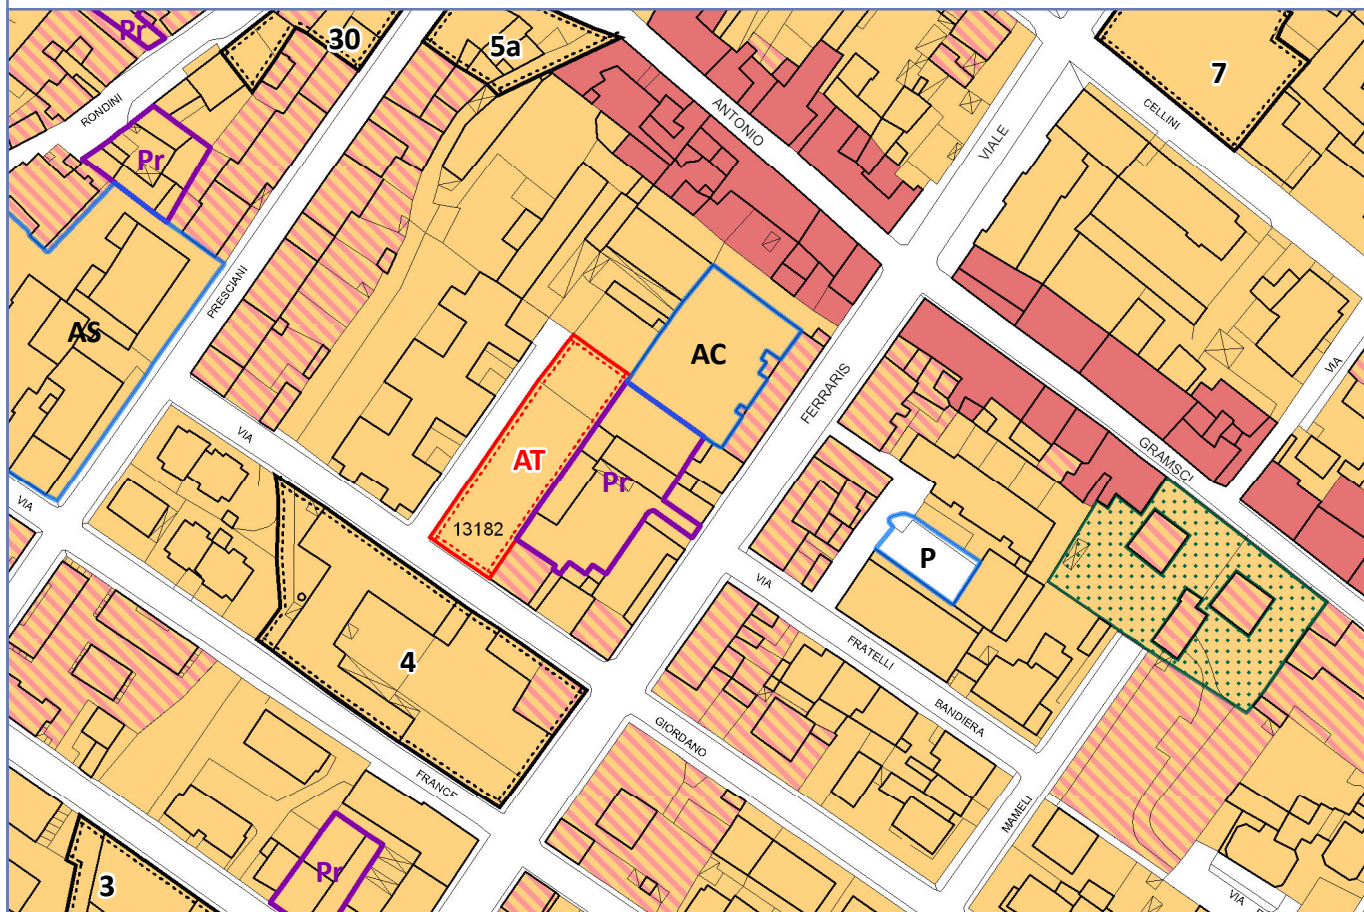 Pr
30
5a
7
RONDINI
ANTONIO
CELLINI
VIALE
Pr
PRESCIANI
AS
AC
VIA
FERRARIS
VIA
AT
GRAMSCI
Pr
13182
VIA
P
VIA
FRATELLI
4
BANDIERA
GIORDANO
FRANCE
MAMELI
Pr
3
VIA